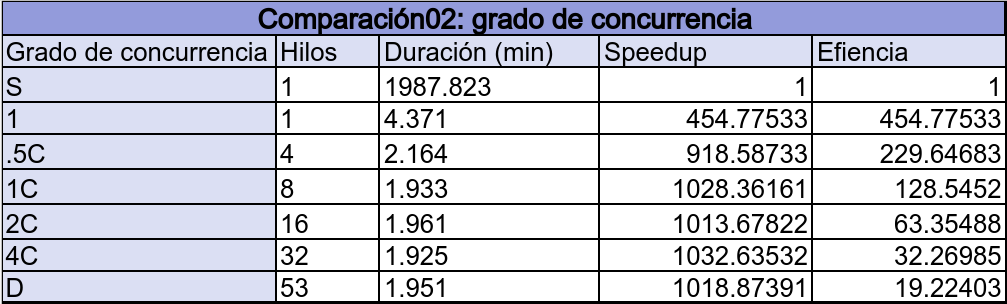 Comparación02: grado de concurrencia
Grado de concurrencia Hilos Duración (min) Speedup Efiencia
S 1 1987.823 1 1
1 1 4.371 454.77533 454.77533
.5C 4 2.164 918.58733 229.64683
1C 8 1.933 1028.36161 128.5452
2C 16 1.961 1013.67822 63.35488
4C 32 1.925 1032.63532 32.26985
D 53 1.951 1018.87391 19.22403